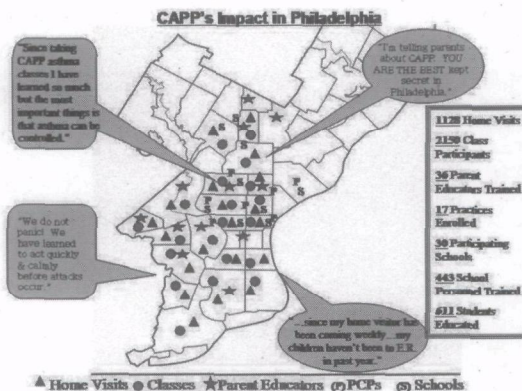 CAPP's Impact in Philadelphia
"Since taking
CAPP asthma
classes I have
learned so much
but the most
important things is
that asthma can be
controlled."
"I'm telling parents
about CAPP. YOU
ARE THE BEST kept
secret in
Philadelphia."
1128 Home Visits
2150 Class
Participants
36 Parent
Educators Trained
17 Practices
Enrolled
30 Participating
Schools
443 School
Personnel Trained
611 Students
Educated
"We do not
panic! We
have learned
to act quickly
& calmly
before attacks
occur."
"....since my home visitor has
been coming weekly...my
children haven't been to E.R.
in past year."
Home Visits Classes Parent Educators (P) PCPs (S) Schools